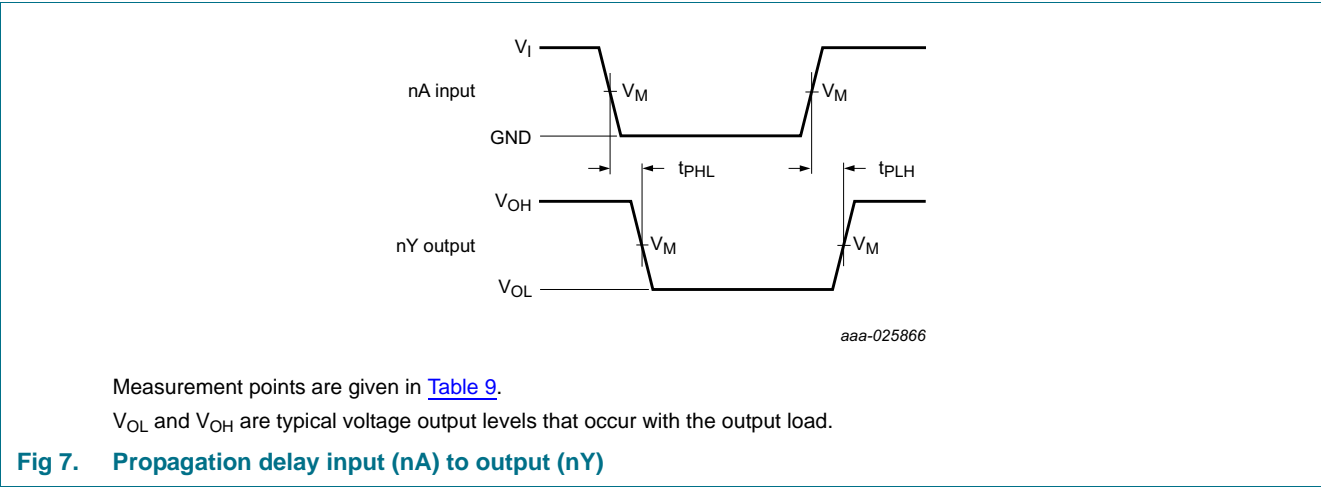 V_I
nA input
V_M
V_M
GND
t_PHL
t_PLH
V_OH
nY output
V_M
V_M
V_OL
aaa-025866
Measurement points are given in Table 9.
V_OL and V_OH are typical voltage output levels that occur with the output load.
Fig 7. Propagation delay input (nA) to output (nY)